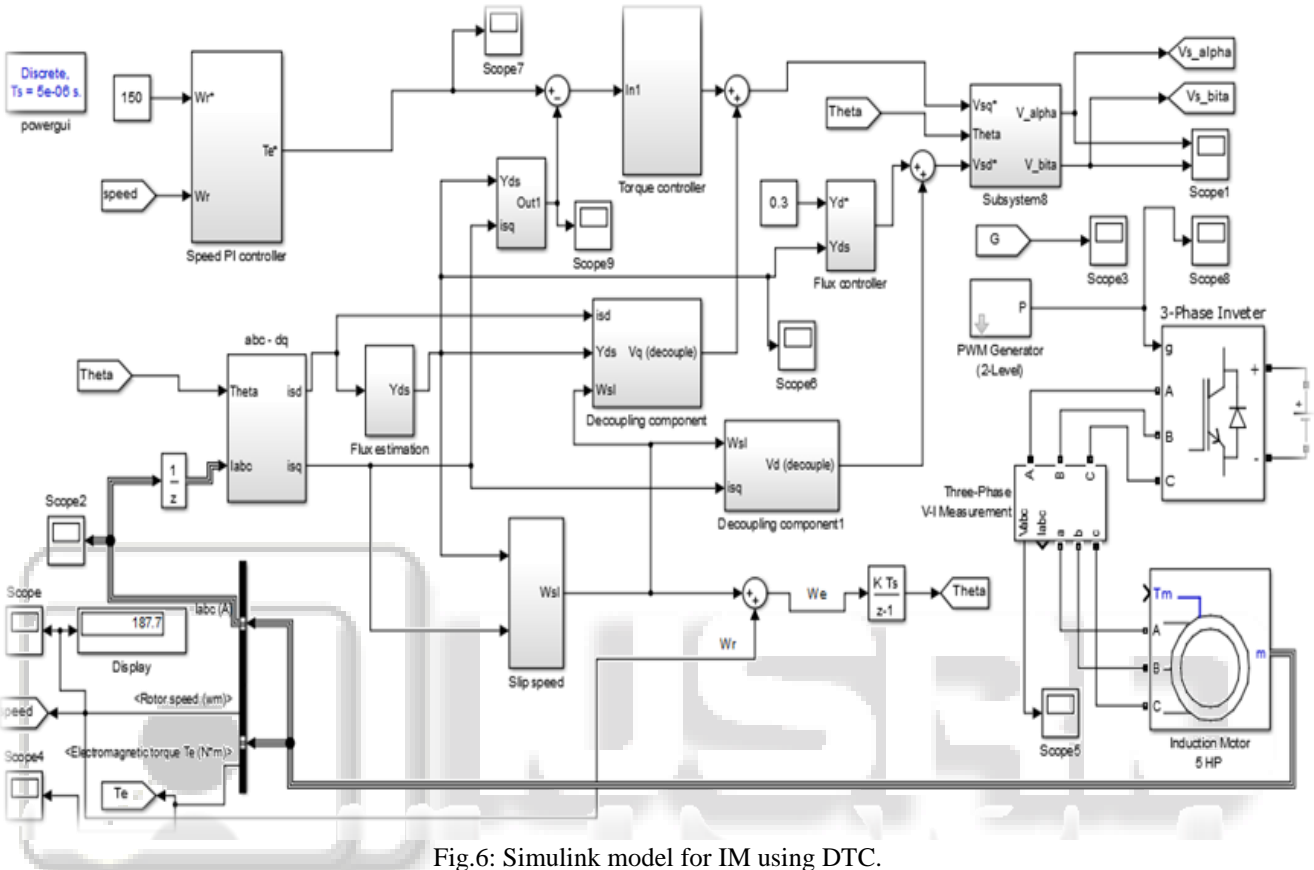 Discrete,
Ts = 5e-06 s.
powergui
150
speed
Wr*
Wr
Te*
Speed PI controller
Scope7
+
-
In1
Torque controller
+
+
Yds
isq
Out1
Scope9
Theta
0.3
Yd*
Yds
Flux controller
+
+
Vsq*
Theta
Vsd*
V_alpha
V_bita
Subsystem8
Vs_alpha
Vs_bita
Scope1
G
Scope3
Scope8
P
PWM Generator
(2-Level)
3-Phase Inveter
g
A
B
C
+
-
+
abc - dq
Theta
Theta
Iabc
isd
isq
Yds
Flux estimation
isd
Yds
Wsl
Vq (decouple)
Decoupling component
Scope6
Wsl
isq
Vd (decouple)
Decoupling component1
1
z
Scope2
Scope
187.7
Display
Iabc (A)
<Rotor speed (wm)>
peed
<Electromagnetic torque Te (N*m)>
Scope4
Te
Wsl
Slip speed
+
+
We
Wr
K Ts
z-1
Theta
Three-Phase
V-I Measurement
A
B
C
Vabc
Iabc
a
b
c
Scope5
Tm
A
B
C
m
Induction Motor
5 HP
IJSR
Fig.6: Simulink model for IM using DTC.